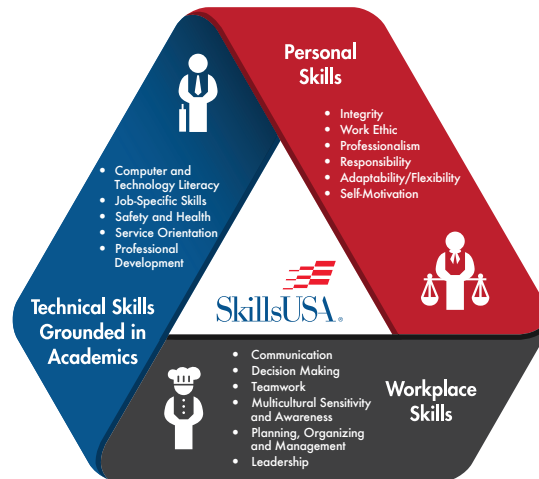 Personal
Skills
• Integrity
• Work Ethic
• Professionalism
• Responsibility
• Adaptability/Flexibility
• Self-Motivation
• Computer and
Technology Literacy
• Job-Specific Skills
• Safety and Health
• Service Orientation
• Professional
Development
Technical Skills
Grounded in
Academics
SkillsUSA®
• Communication
• Decision Making
• Teamwork
• Multicultural Sensitivity
and Awareness
• Planning, Organizing
and Management
• Leadership
Workplace
Skills